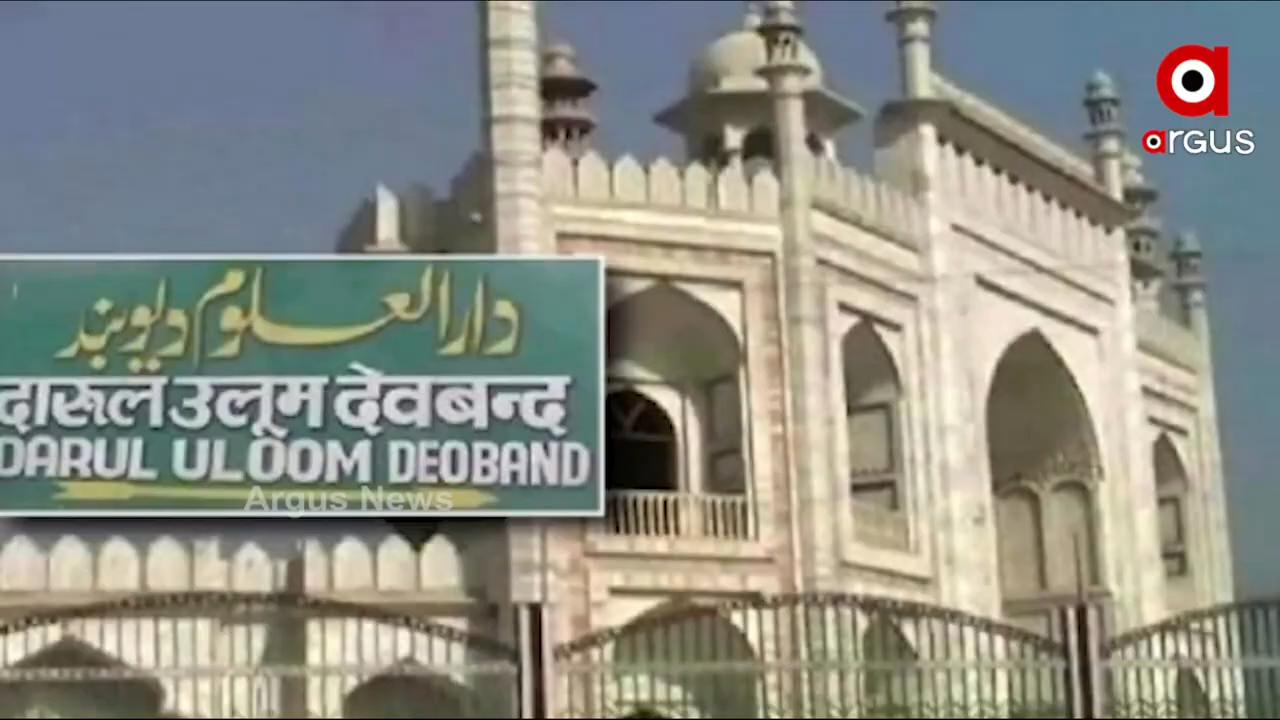 argus
دارالعلوم دیوبند
दारूल उलूम देवबन्द
DARUL ULOOM DEOBAND
Argus News